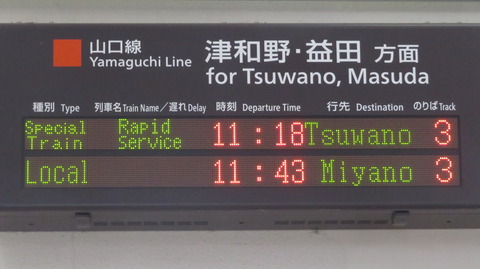 山口線 津和野・益田 方面
Yamaguchi Line for Tsuwano, Masuda
種別 Type 列車名 Train Name／遅れ Delay 時刻 Departure Time 行先 Destination のりば Track
Special Rapid 11:18 Tsuwano 3
Train Service
Local 11:43 Miyano 3